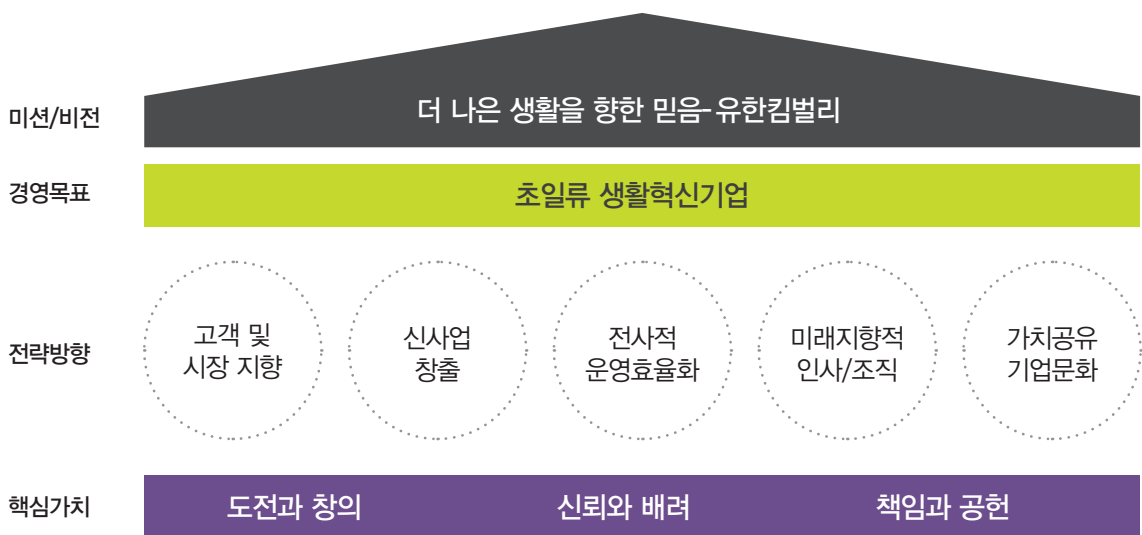 미션/비전
더 나은 생활을 향한 믿음-유한킴벌리
경영목표
초일류 생활혁신기업
전략방향
고객 및
시장 지향
신사업
창출
전사적
운영효율화
미래지향적
인사/조직
가치공유
기업문화
핵심가치
도전과 창의
신뢰와 배려
책임과 공헌